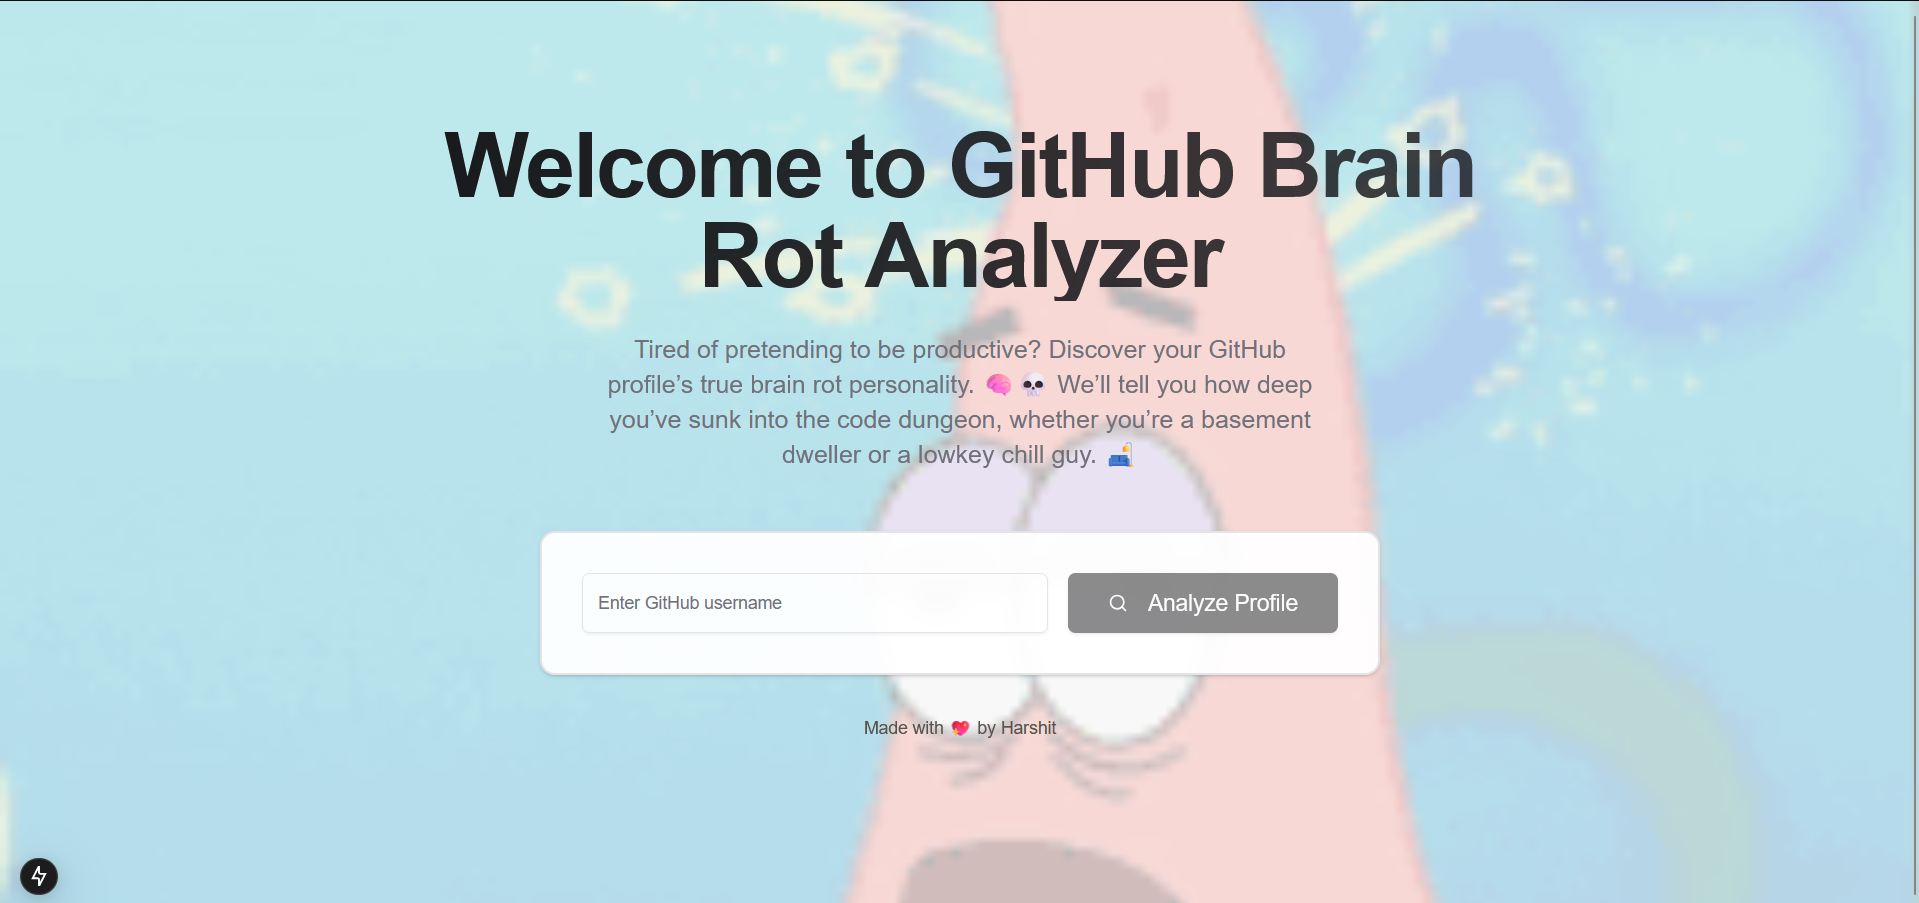 Welcome to GitHub Brain
Rot Analyzer
Tired of pretending to be productive? Discover your GitHub
profile’s true brain rot personality. 🧠 💀 We’ll tell you how deep
you’ve sunk into the code dungeon, whether you’re a basement
dweller or a lowkey chill guy. 🛋️
Enter GitHub username
Analyze Profile
Made with 💖 by Harshit